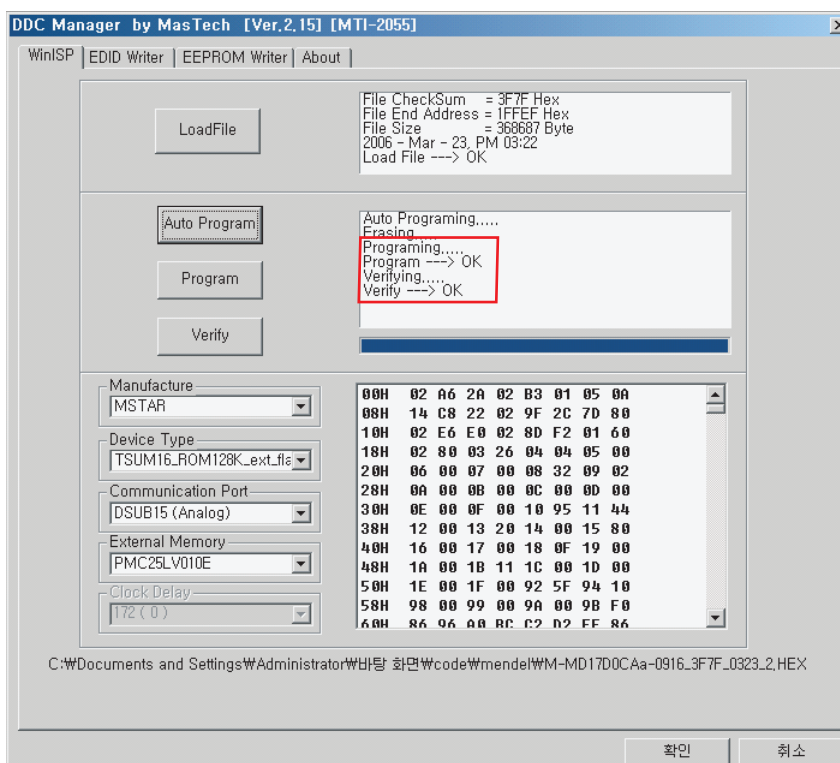 DDC Manager by MasTech [Ver,2,15] [MTI-2055]
WinISP EDID Writer EEPROM Writer About
LoadFile
File CheckSum = 3F7F Hex
File End Address = 1FFEF Hex
File Size = 368687 Byte
2006 - Mar - 23, PM 03:22
Load File ---> OK
Auto Program
Program
Verify
Auto Programing.....
Erasing.....
Programing.....
Program ---> OK
Verifying.....
Verify ---> OK
Manufacture
MSTAR
Device Type
TSUM16_ROM128K_ext_fla
Communication Port
DSUB15 (Analog)
External Memory
PMC25LV010E
Clock Delay
172 ( 0 )
00H 02 A6 2A 02 B3 01 05 0A
08H 14 C8 22 02 9F 2C 7D 80
10H 02 E6 E0 02 8D F2 01 60
18H 02 80 03 26 04 04 05 00
20H 06 00 07 00 08 32 09 02
28H 0A 00 0B 00 0C 00 0D 00
30H 0E 00 0F 00 10 95 11 44
38H 12 00 13 20 14 00 15 80
40H 16 00 17 00 18 0F 19 00
48H 1A 00 1B 11 1C 00 1D 00
50H 1E 00 1F 00 92 5F 94 10
58H 98 00 99 00 9A 00 9B F0
60H 86 96 A0 BC C2 D2 EE 86
C:₩Documents and Settings₩Administrator₩바탕 화면₩code₩mendel₩M-MD17D0CAa-0916_3F7F_0323_2,HEX
확인 취소